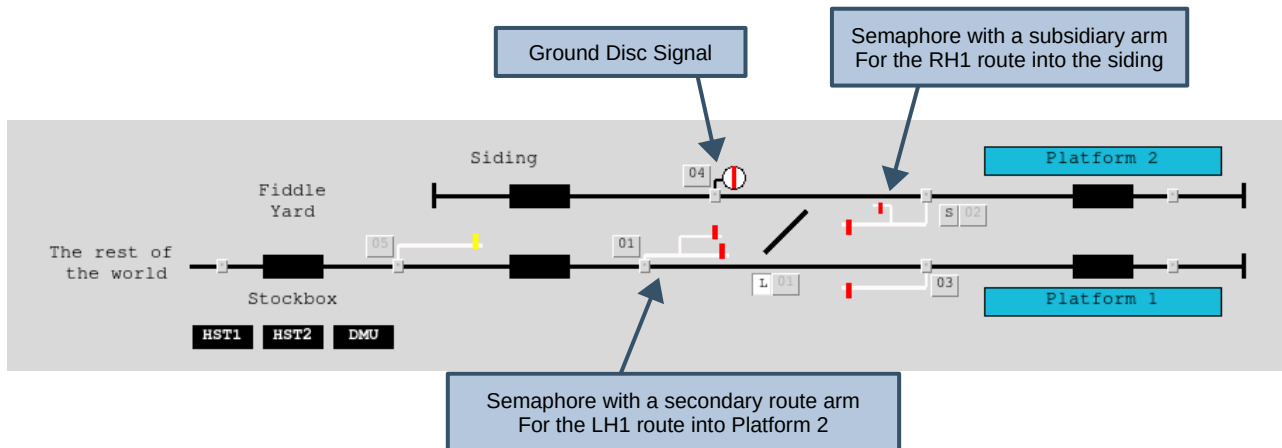 Ground Disc Signal
Semaphore with a subsidiary arm
For the RH1 route into the siding
Siding
Platform 2
04
Fiddle
Yard
S 02
The rest of
the world
05
01
L 01
03
Stockbox
Platform 1
HST1 HST2 DMU
Semaphore with a secondary route arm
For the LH1 route into Platform 2